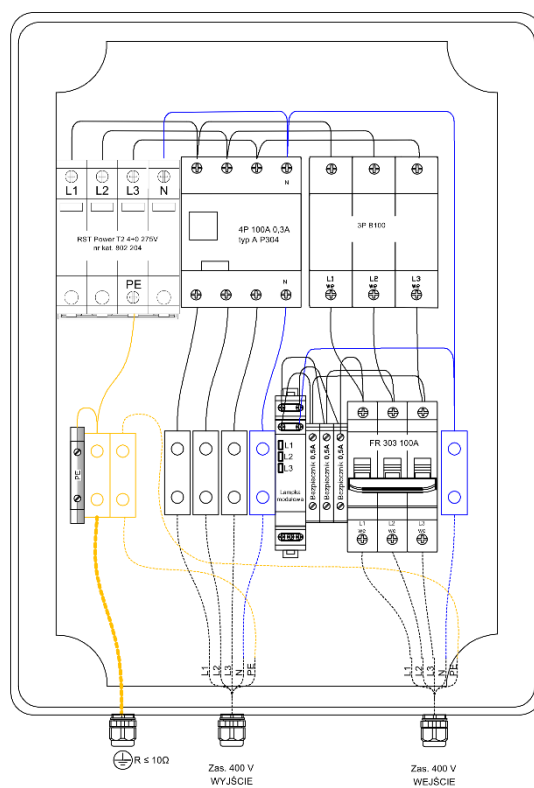 L1 L2 L3 N
RST Power T2 4+0 275V
nr kat. 802 204
PE
N
4P 100A 0,3A
typ A P304
N
3P B100
L1 L2 L3
L1
L2
L3
Lampka
modułowa
Bezpiecznik 0,5A
Bezpiecznik 0,5A
Bezpiecznik 0,5A
FR 303 100A
L1 L2 L3
PE
L1 L2 L3 N PE
L1 L2 L3 N PE
R ≤ 10Ω
Zas. 400 V
WYJŚCIE
Zas. 400 V
WEJŚCIE